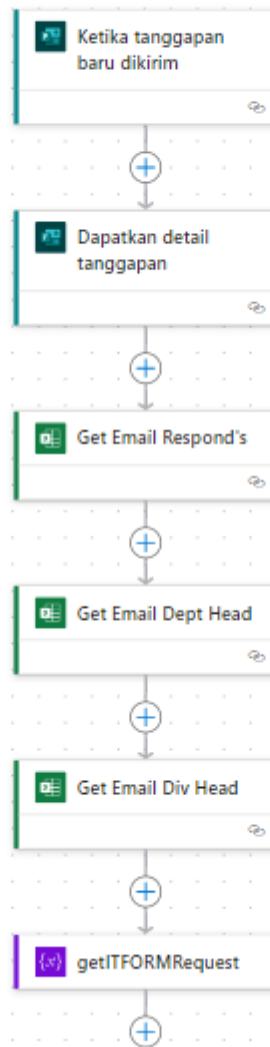 Ketika tanggapan
baru dikirim
Dapatkan detail
tanggapan
Get Email Respond's
Get Email Dept Head
Get Email Div Head
{x} getITFORMRequest